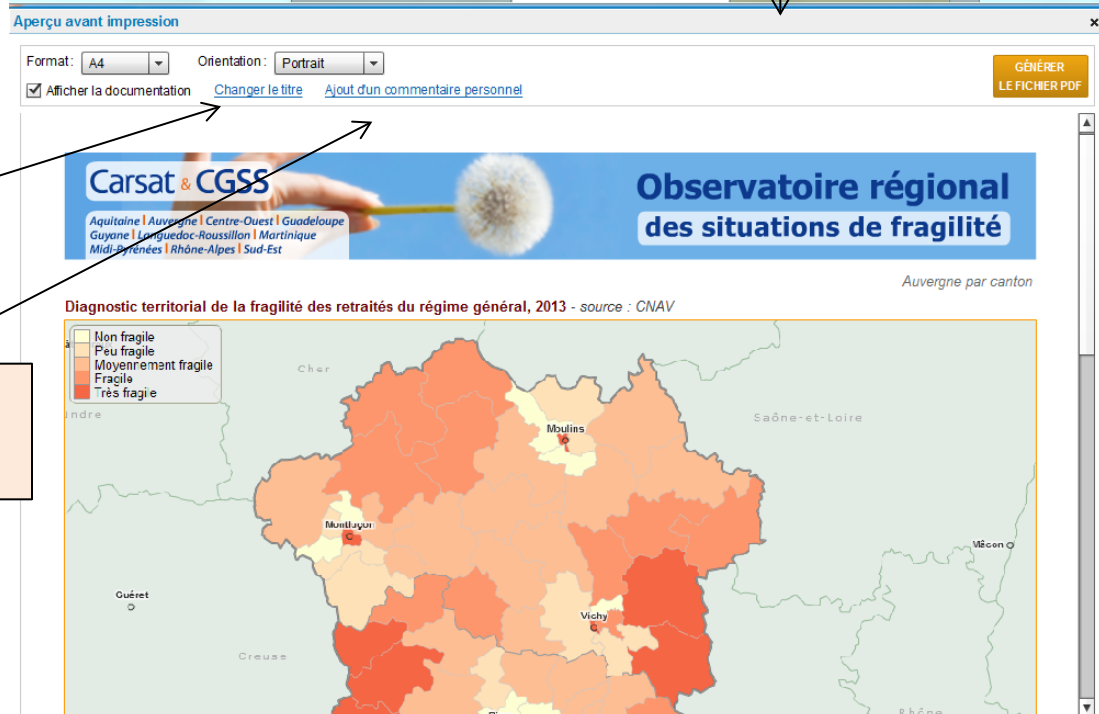 Aperçu avant impression
×
Format: A4 Orientation: Portrait
Afficher la documentation Changer le titre Ajout d'un commentaire personnel
GÉNÉRER
LE FICHIER PDF
Carsat & CGSS
Aquitaine | Auvergne | Centre-Ouest | Guadeloupe
Guyane | Languedoc-Roussillon | Martinique
Midi-Pyrénées | Rhône-Alpes | Sud-Est
Observatoire régional
des situations de fragilité
Auvergne par canton
Diagnostic territorial de la fragilité des retraités du régime général, 2013 - source : CNAV
Non fragile
Peu fragile
Moyennement fragile
Fragile
Très fragile
Cher
ndre
Saône-et-Loire
Moulins
Montluçon
Mâcon
Guéret
Vichy
Creuse
Rhône